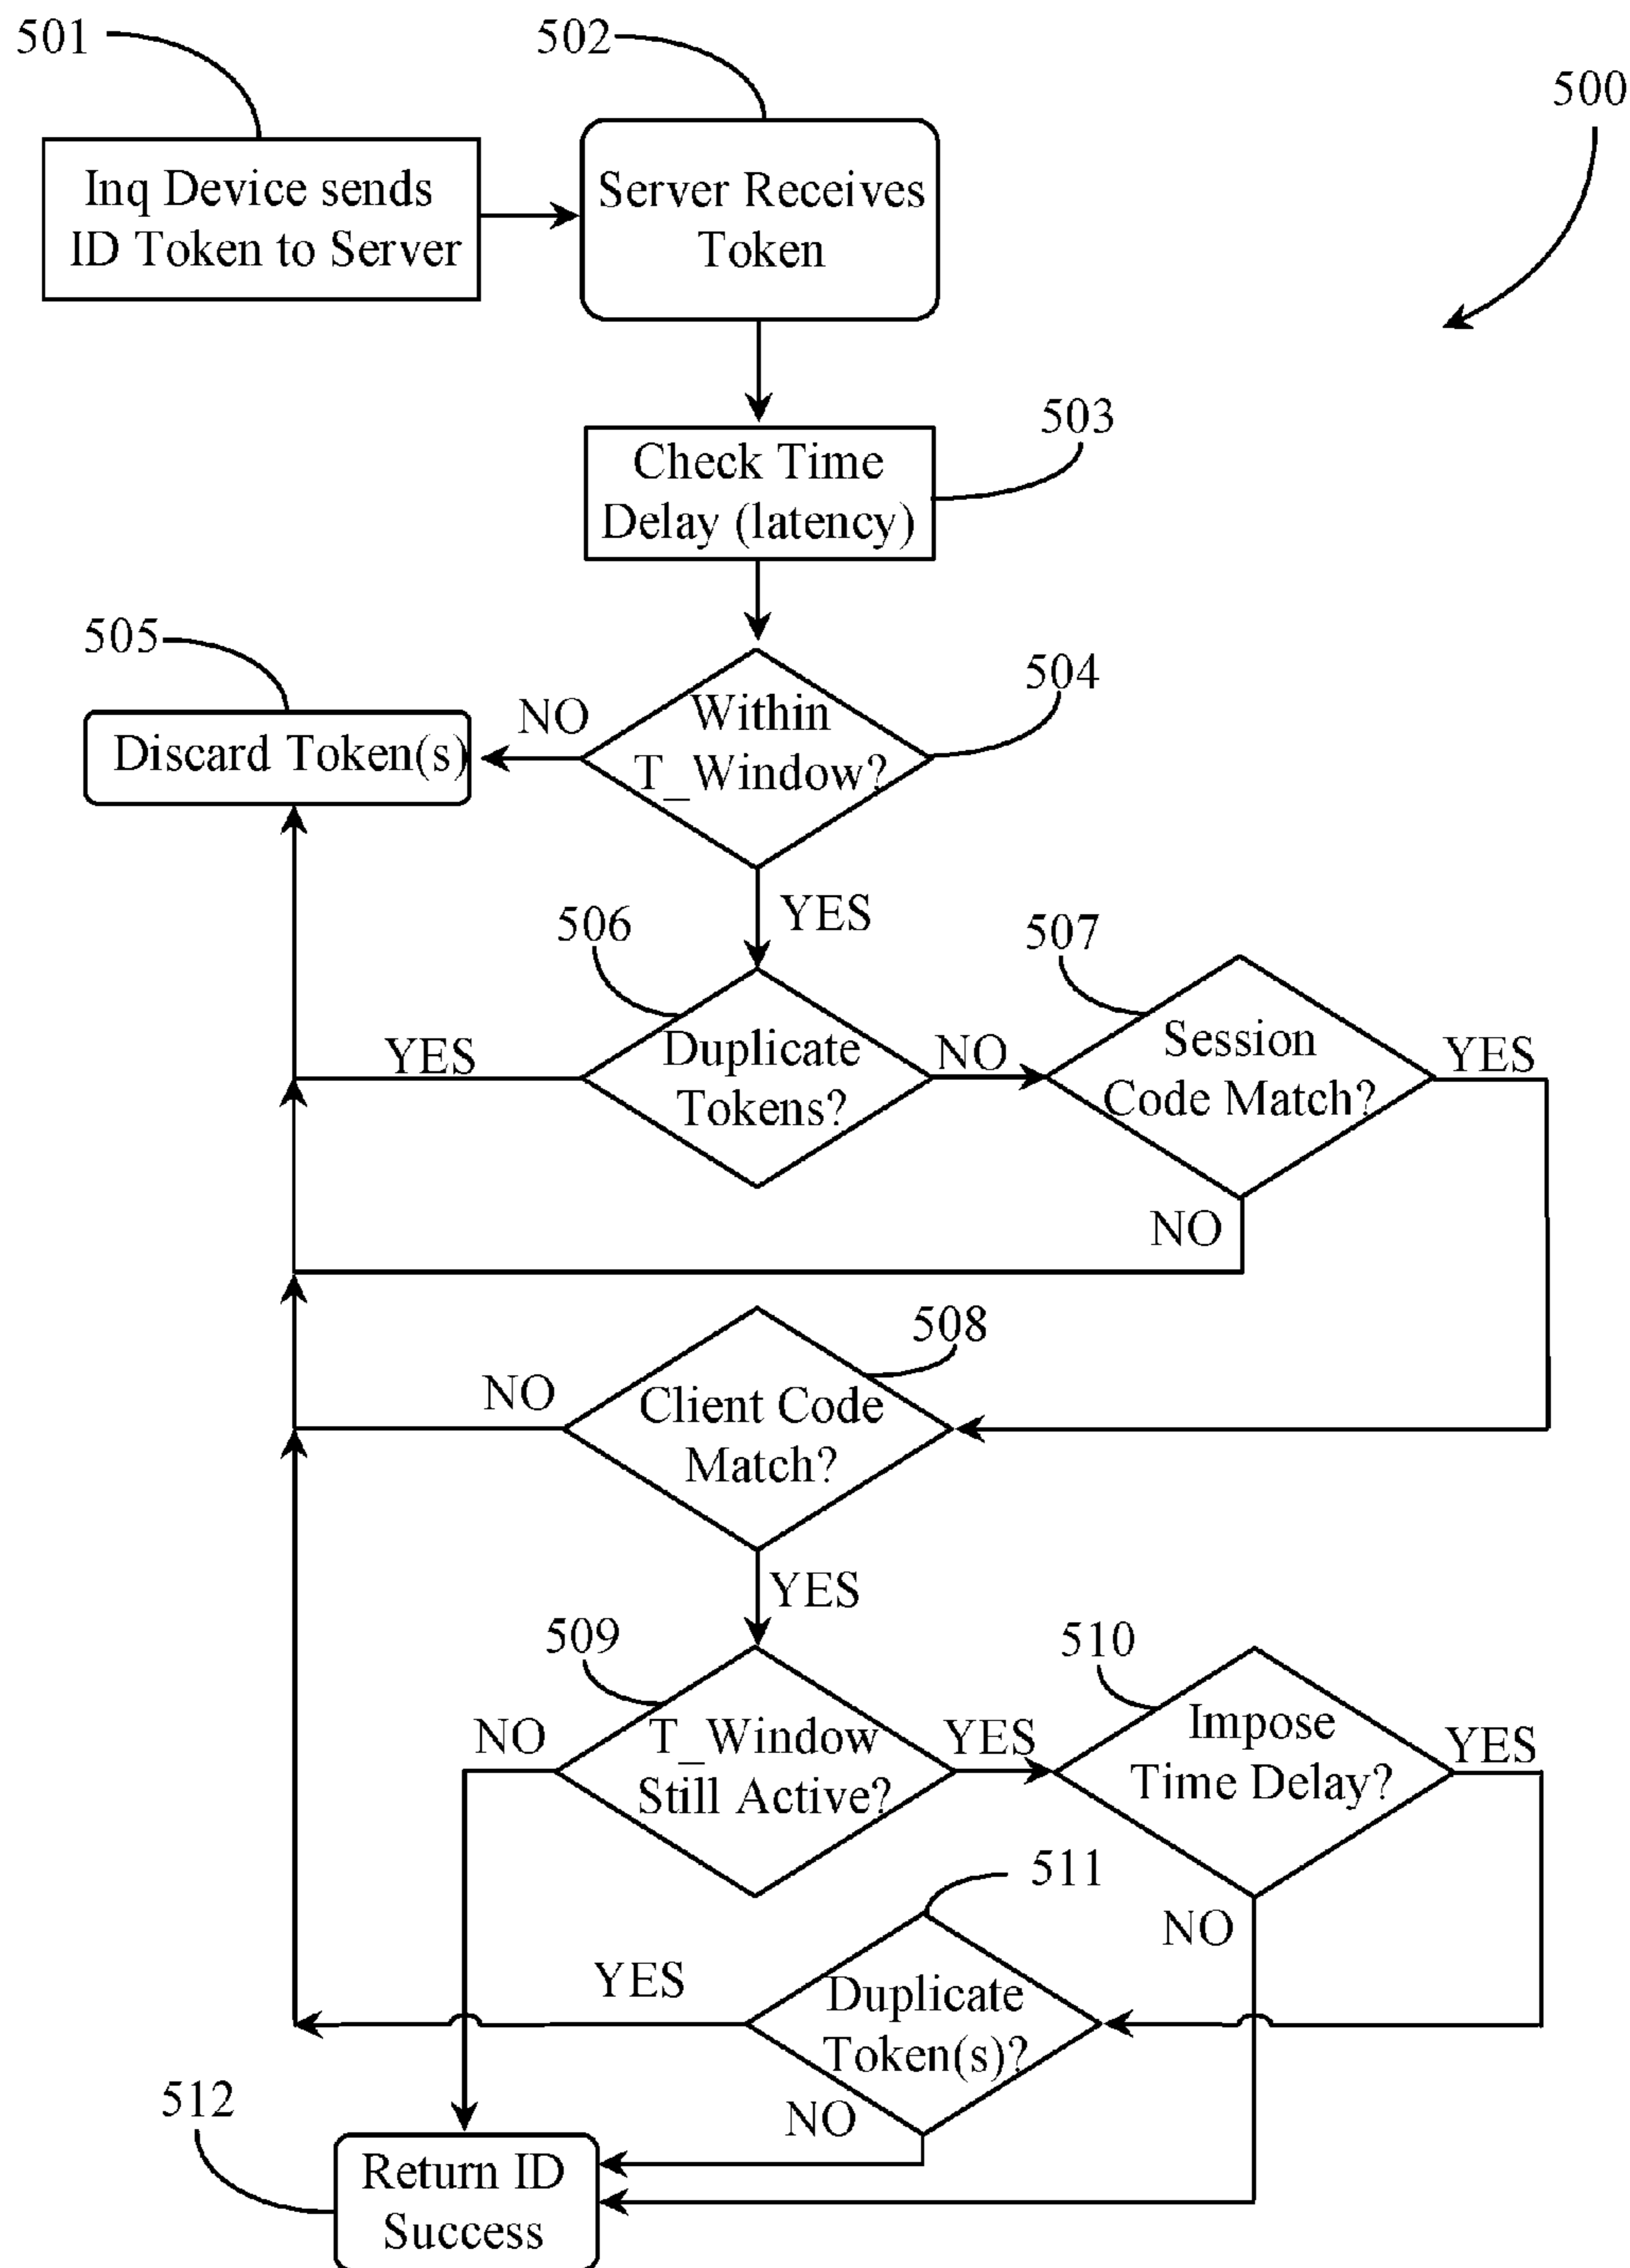 501
502
500
Inq Device sends
ID Token to Server
Server Receives
Token
503
Check Time
Delay (latency)
505
504
NO
Within
T_Window?
Discard Token(s)
YES
506
507
YES
Duplicate
Tokens?
NO
Session
Code Match?
YES
NO
508
NO
Client Code
Match?
YES
509
510
NO
T_Window
Still Active?
YES
Impose
Time Delay?
YES
511
NO
YES
Duplicate
Token(s)?
NO
512
Return ID
Success